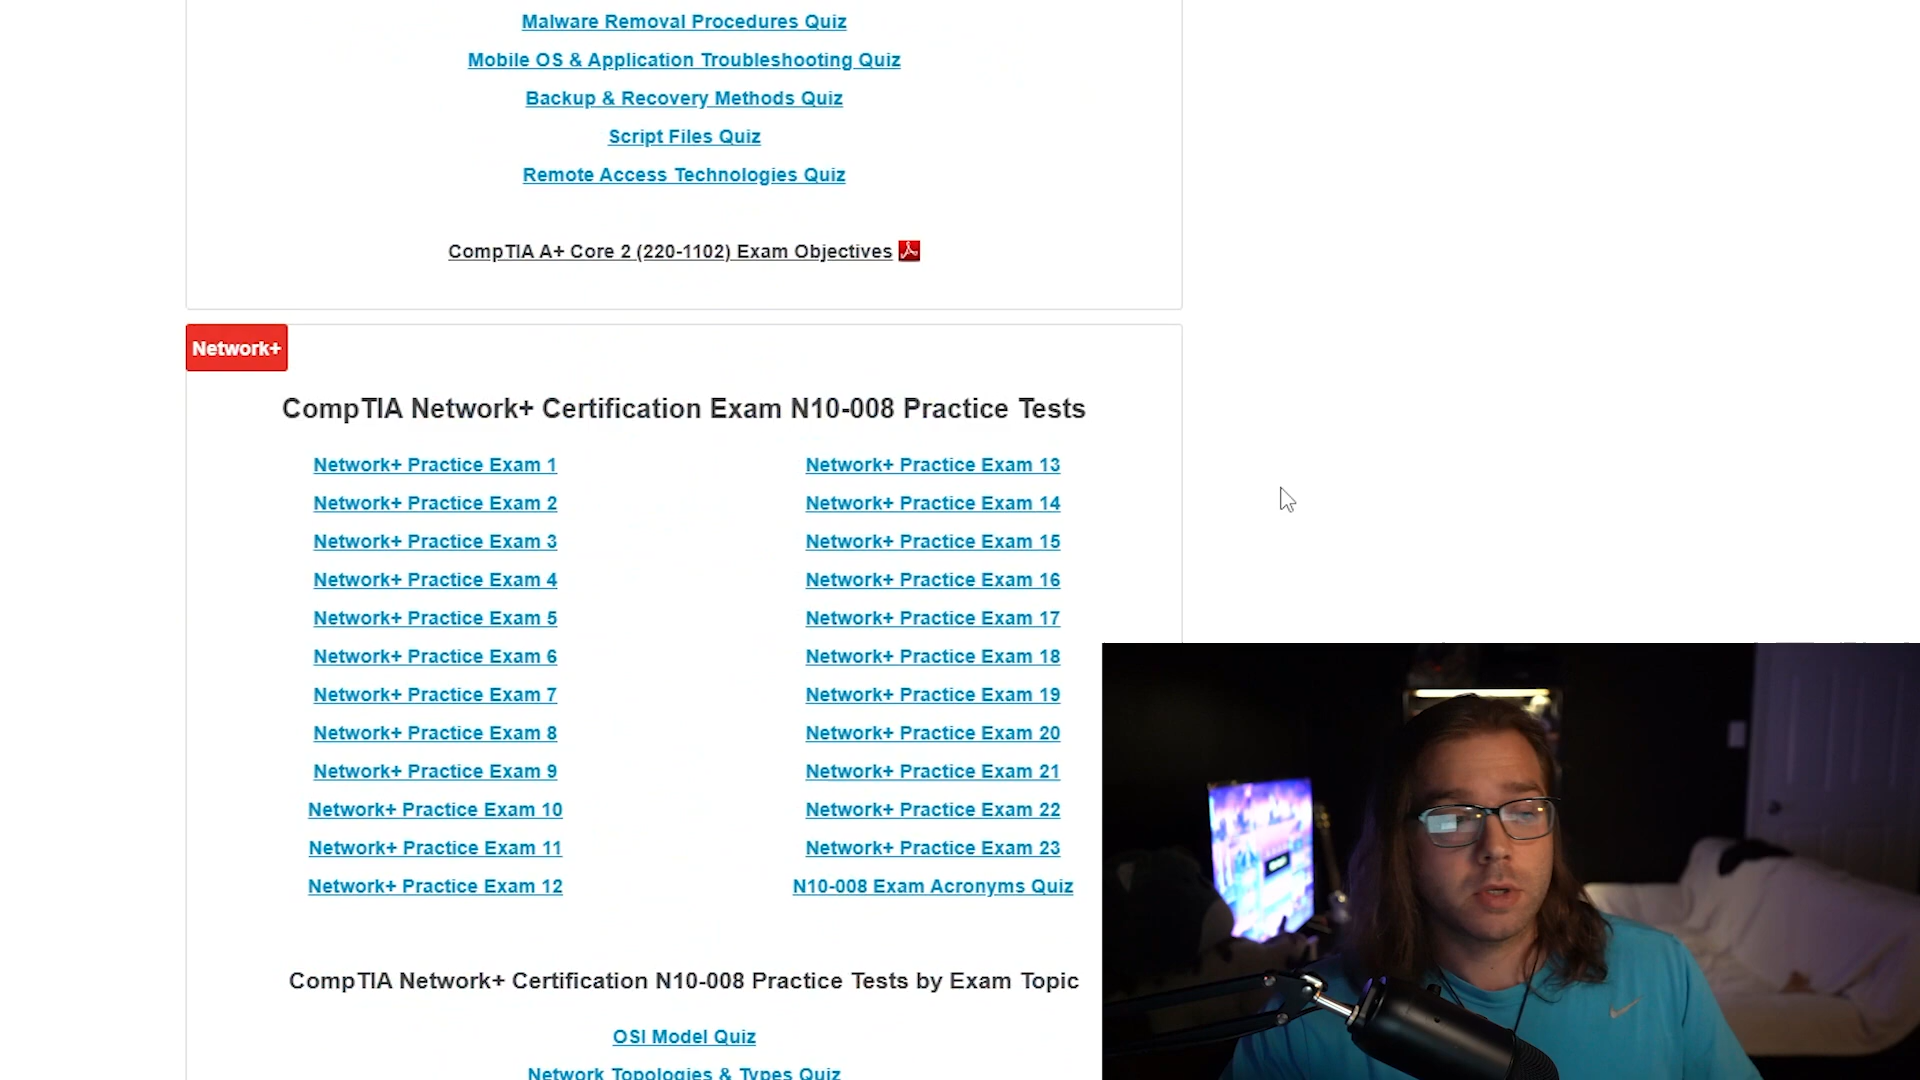 Malware Removal Procedures Quiz
Mobile OS & Application Troubleshooting Quiz
Backup & Recovery Methods Quiz
Script Files Quiz
Remote Access Technologies Quiz
CompTIA A+ Core 2 (220-1102) Exam Objectives
Network+
CompTIA Network+ Certification Exam N10-008 Practice Tests
Network+ Practice Exam 1
Network+ Practice Exam 2
Network+ Practice Exam 3
Network+ Practice Exam 4
Network+ Practice Exam 5
Network+ Practice Exam 6
Network+ Practice Exam 7
Network+ Practice Exam 8
Network+ Practice Exam 9
Network+ Practice Exam 10
Network+ Practice Exam 11
Network+ Practice Exam 12
Network+ Practice Exam 13
Network+ Practice Exam 14
Network+ Practice Exam 15
Network+ Practice Exam 16
Network+ Practice Exam 17
Network+ Practice Exam 18
Network+ Practice Exam 19
Network+ Practice Exam 20
Network+ Practice Exam 21
Network+ Practice Exam 22
Network+ Practice Exam 23
N10-008 Exam Acronyms Quiz
CompTIA Network+ Certification N10-008 Practice Tests by Exam Topic
OSI Model Quiz
Network Topologies & Types Quiz